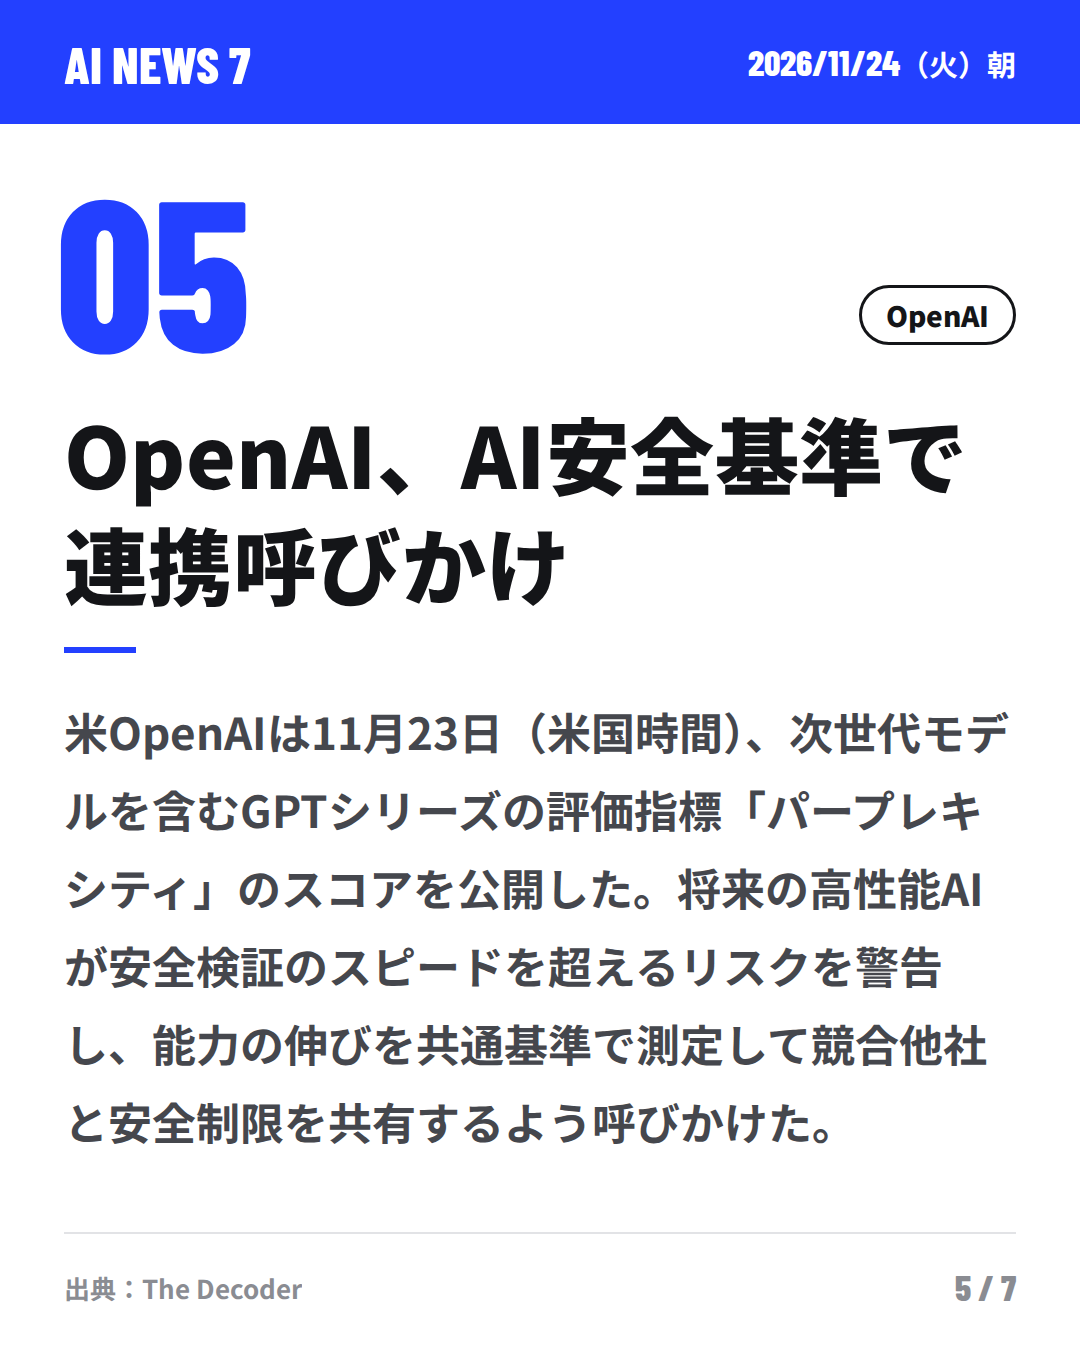 AI NEWS 7
2026/11/24（火）朝
05
OpenAI
OpenAI、AI安全基準で
連携呼びかけ
米OpenAIは11月23日（米国時間）、次世代モデ
ルを含むGPTシリーズの評価指標「パープレキ
シティ」のスコアを公開した。将来の高性能AI
が安全検証のスピードを超えるリスクを警告
し、能力の伸びを共通基準で測定して競合他社
と安全制限を共有するよう呼びかけた。
出典：The Decoder
5 / 7